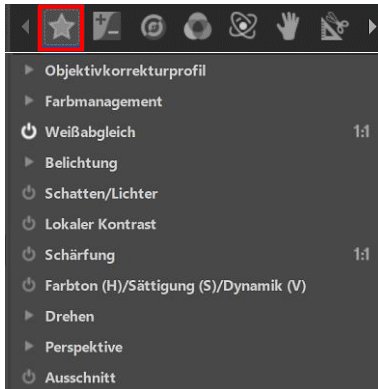 Objektivkorrekturprofil
Farbmanagement
Weißabgleich 1:1
Belichtung
Schatten/Lichter
Lokaler Kontrast
Schärfung 1:1
Farbton (H)/Sättigung (S)/Dynamik (V)
Drehen
Perspektive
Ausschnitt